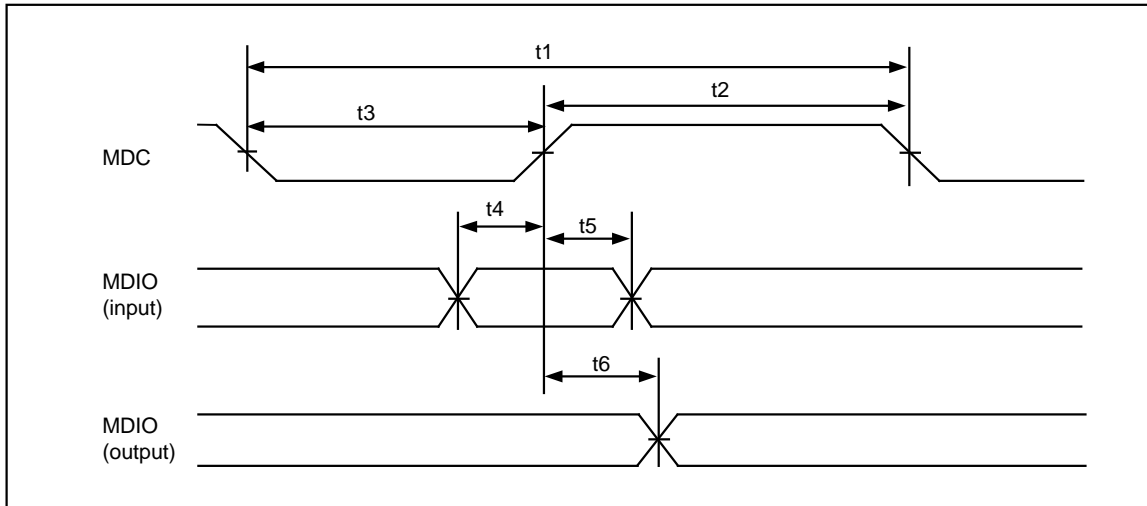 t1
t2
t3
MDC
t4
t5
MDIO
(input)
t6
MDIO
(output)